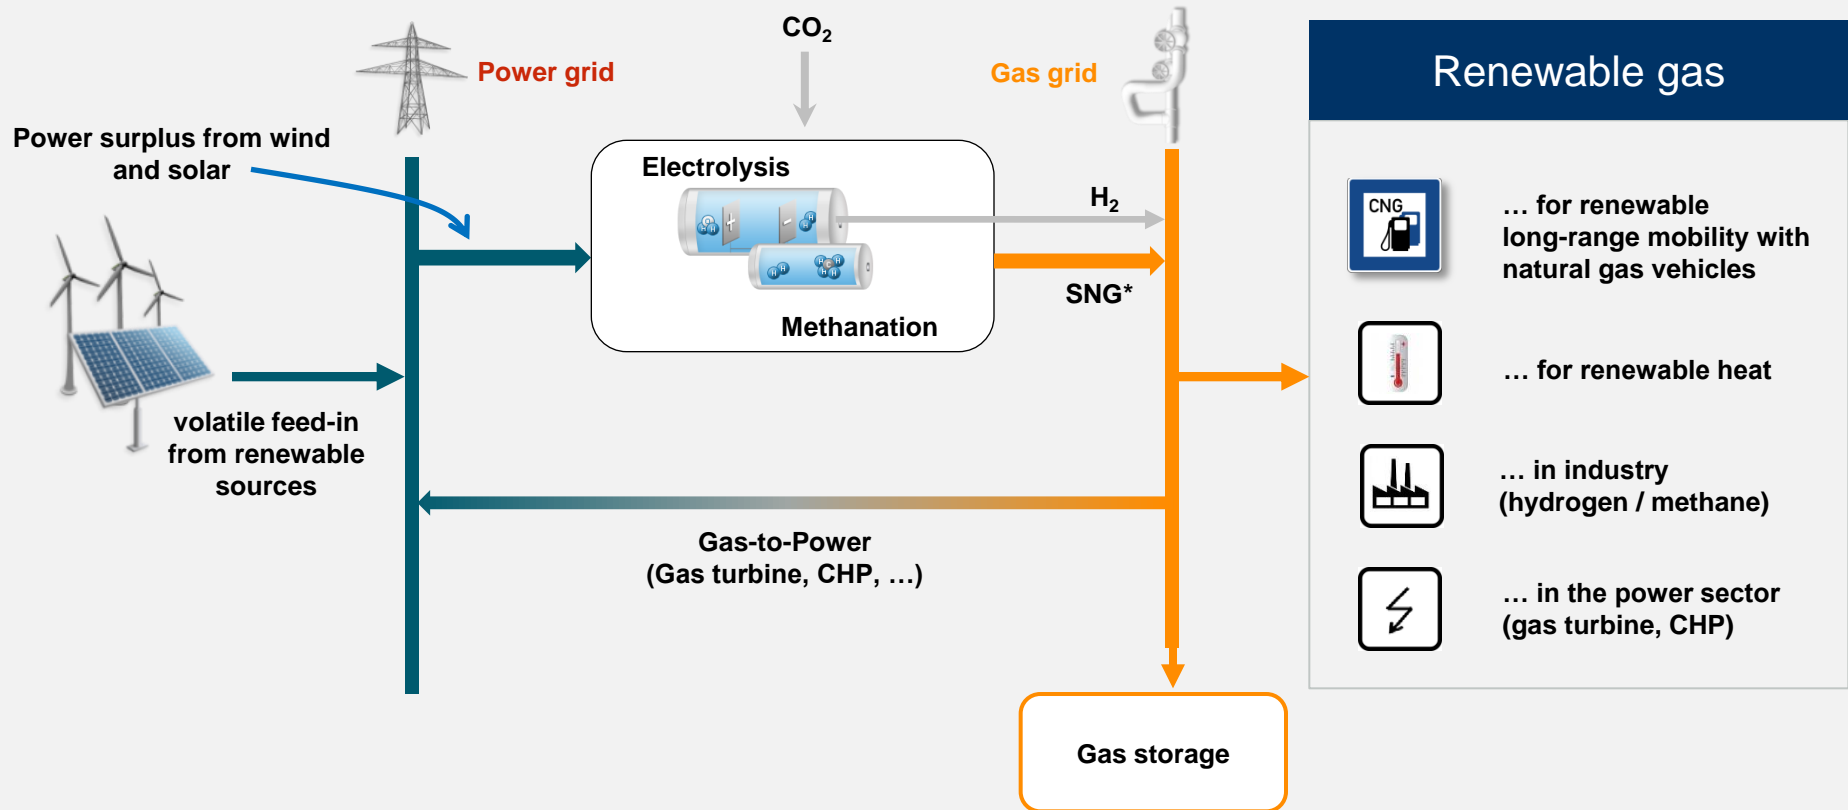 CO₂
Power grid
Gas grid
Renewable gas
Power surplus from wind
and solar
Electrolysis
H₂
SNG*
Methanation
volatile feed-in
from renewable
sources
Gas-to-Power
(Gas turbine, CHP, …)
Gas storage
CNG
… for renewable
long-range mobility with
natural gas vehicles
… for renewable heat
… in industry
(hydrogen / methane)
… in the power sector
(gas turbine, CHP)